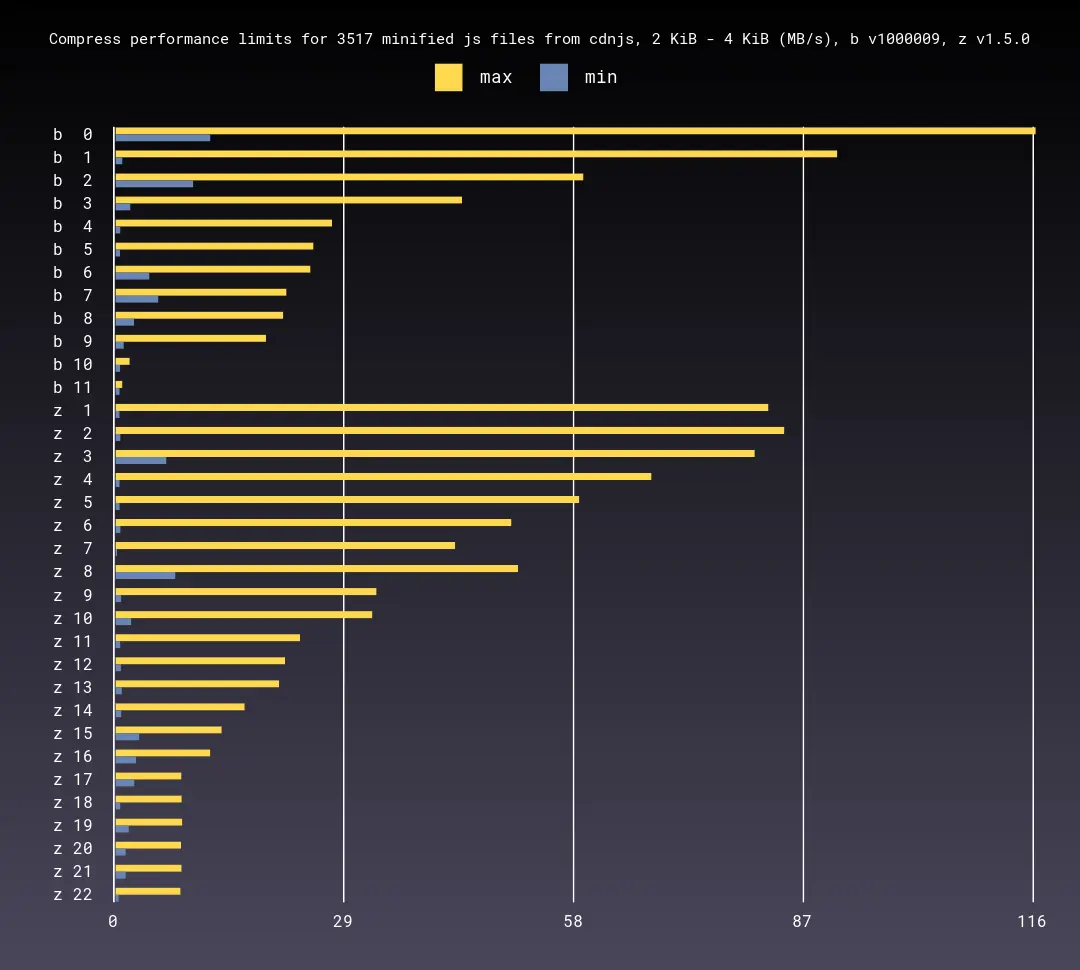 Compress performance limits for 3517 minified js files from cdnjs, 2 KiB - 4 KiB (MB/s), b v1000009, z v1.5.0
max min
b 0
b 1
b 2
b 3
b 4
b 5
b 6
b 7
b 8
b 9
b 10
b 11
z 1
z 2
z 3
z 4
z 5
z 6
z 7
z 8
z 9
z 10
z 11
z 12
z 13
z 14
z 15
z 16
z 17
z 18
z 19
z 20
z 21
z 22
0 29 58 87 116